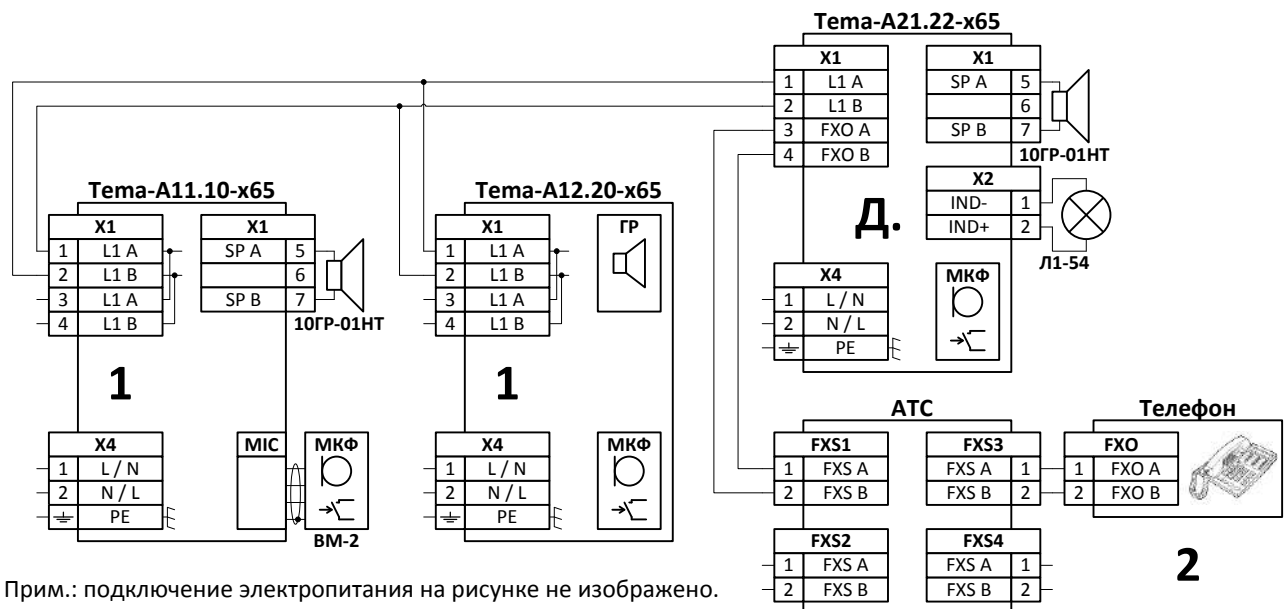 Tema-A21.22-x65
X1
1 L1 A
2 L1 B
3 FXO A
4 FXO B
X1
SP A 5
6
SP B 7
10ГР-01НТ
X2
IND- 1
IND+ 2
Л1-54
Д.
X4
1 L / N
2 N / L
PE
МКФ
Tema-A11.10-x65
X1
1 L1 A
2 L1 B
3 L1 A
4 L1 B
X1
SP A 5
6
SP B 7
10ГР-01НТ
1
X4
1 L / N
2 N / L
PE
MIC
МКФ
ВМ-2
Tema-A12.20-x65
X1
1 L1 A
2 L1 B
3 L1 A
4 L1 B
ГР
1
X4
1 L / N
2 N / L
PE
МКФ
АТС
FXS1
1 FXS A
2 FXS B
FXS3
FXS A 1
FXS B 2
FXS2
1 FXS A
2 FXS B
FXS4
FXS A 1
FXS B 2
Телефон
FXO
1 FXO A
2 FXO B
2
Прим.: подключение электропитания на рисунке не изображено.